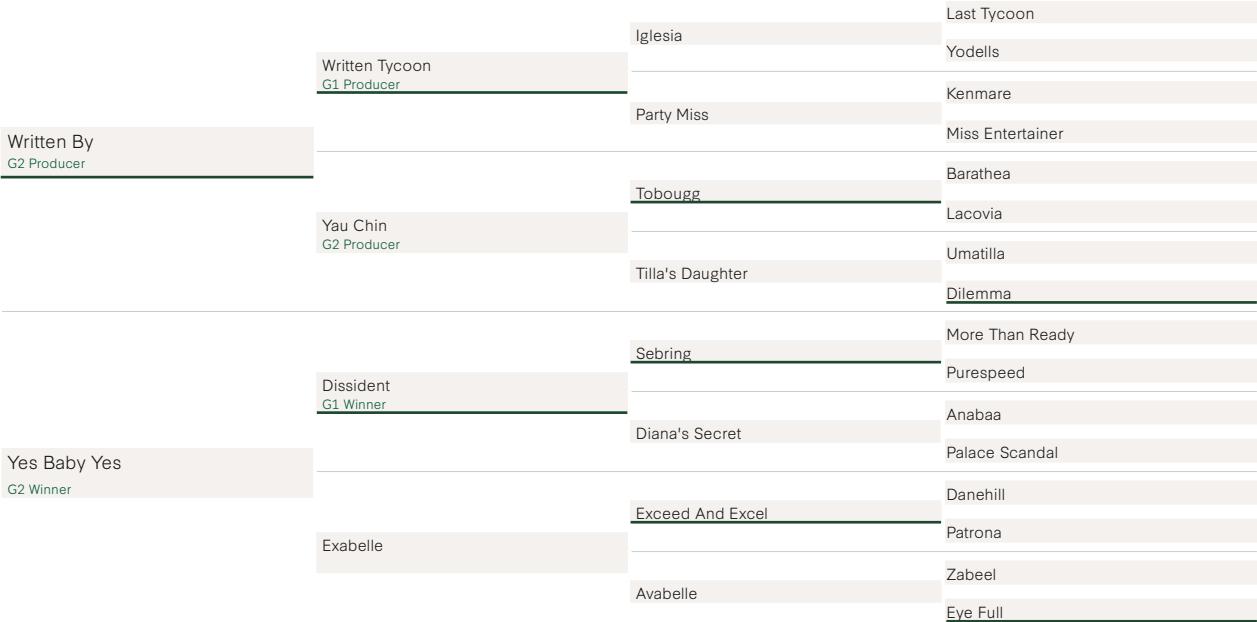 Last Tycoon
Iglesia
Yodells
Written Tycoon
G1 Producer
Kenmare
Party Miss
Miss Entertainer
Written By
G2 Producer
Barathea
Tobougg
Lacovia
Yau Chin
G2 Producer
Umatilla
Tilla's Daughter
Dilemma
More Than Ready
Sebring
Purespeed
Dissident
G1 Winner
Anabaa
Diana's Secret
Palace Scandal
Yes Baby Yes
G2 Winner
Danehill
Exceed And Excel
Patrona
Exabelle
Zabeel
Avabelle
Eye Full